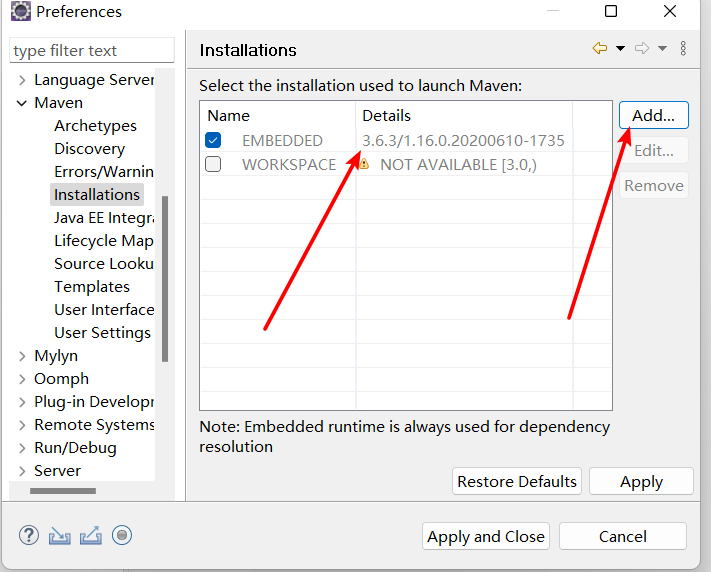 Preferences
type filter text
Installations
Language Server
Maven
Archetypes
Discovery
Errors/Warnin
Installations
Java EE Integra
Lifecycle Map
Source Looku
Templates
User Interface
User Settings
Mylyn
Oomph
Plug-in Develop
Remote Systems
Run/Debug
Server
Select the installation used to launch Maven:
Name Details
EMBEDDED 3.6.3/1.16.0.20200610-1735
WORKSPACE NOT AVAILABLE [3.0,)
Add...
Edit...
Remove
Note: Embedded runtime is always used for dependency
resolution
Restore Defaults Apply
Apply and Close Cancel